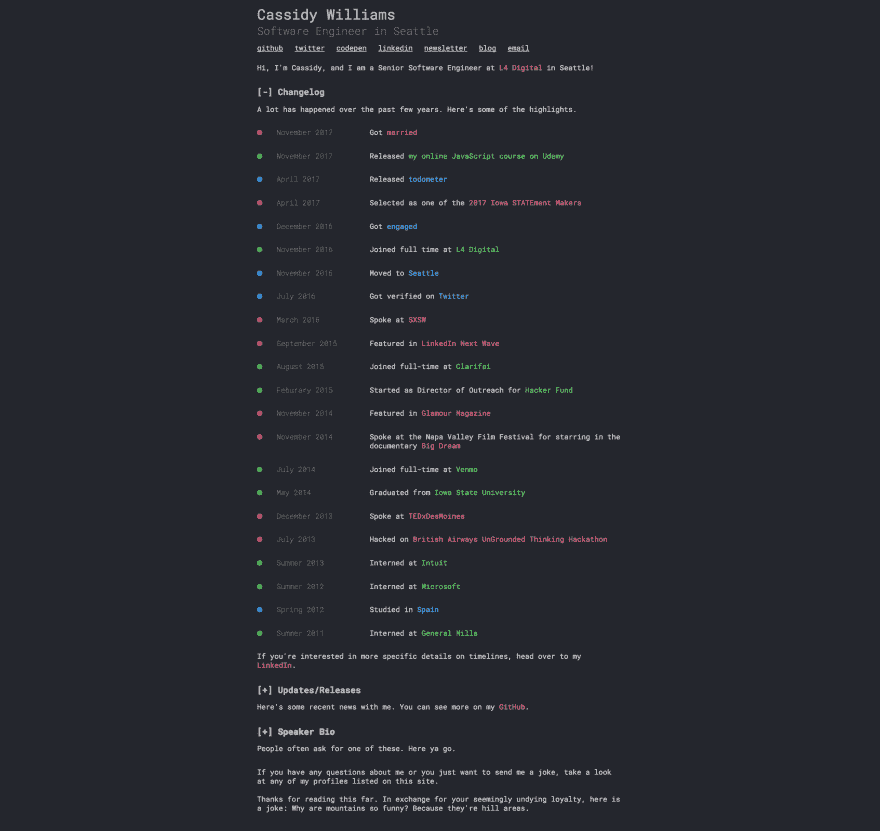 Cassidy Williams
Software Engineer in Seattle
github twitter codepen linkedin newsletter blog email
Hi, I'm Cassidy, and I am a Senior Software Engineer at L4 Digital in Seattle!
[-] Changelog
A lot has happened over the past few years. Here's some of the highlights.
November 2017 Got married
November 2017 Released my online JavaScript course on Udemy
April 2017 Released todometer
April 2017 Selected as one of the 2017 Iowa STATEment Makers
December 2016 Got engaged
November 2016 Joined full time at L4 Digital
November 2016 Moved to Seattle
July 2016 Got verified on Twitter
March 2016 Spoke at SXSW
September 2015 Featured in LinkedIn Next Wave
August 2015 Joined full-time at Clarifai
Feburary 2015 Started as Director of Outreach for Hacker Fund
November 2014 Featured in Glamour Magazine
November 2014 Spoke at the Napa Valley Film Festival for starring in the
documentary Big Dream
July 2014 Joined full-time at Venmo
May 2014 Graduated from Iowa State University
December 2013 Spoke at TEDxDesMoines
July 2013 Hacked on British Airways UnGrounded Thinking Hackathon
Summer 2013 Interned at Intuit
Summer 2012 Interned at Microsoft
Spring 2012 Studied in Spain
Summer 2011 Interned at General Mills
If you're interested in more specific details on timelines, head over to my
LinkedIn.
[+] Updates/Releases
Here's some recent news with me. You can see more on my GitHub.
[+] Speaker Bio
People often ask for one of these. Here ya go.
If you have any questions about me or you just want to send me a joke, take a look
at any of my profiles listed on this site.
Thanks for reading this far. In exchange for your seemingly undying loyalty, here is
a joke: Why are mountains so funny? Because they're hill areas.